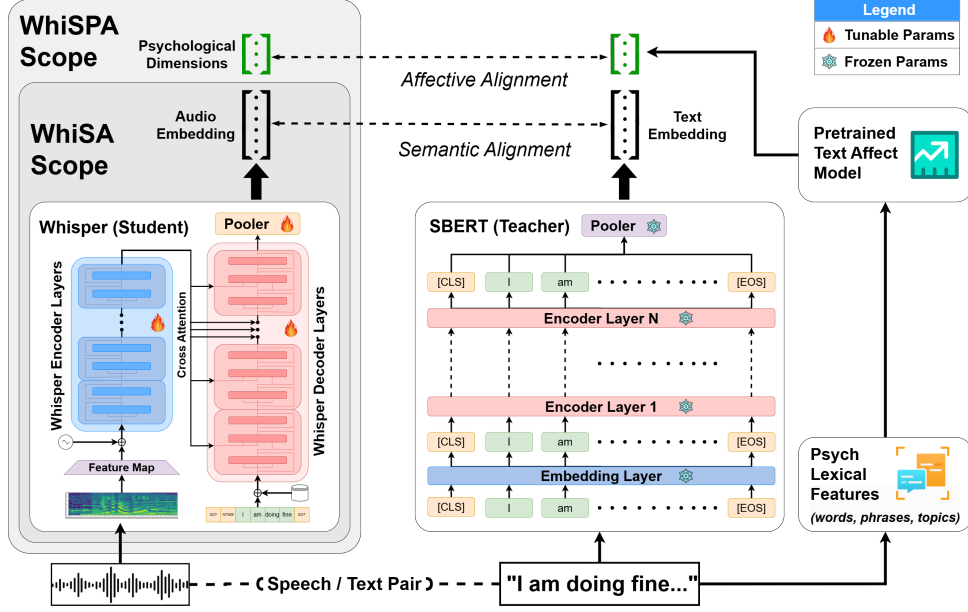 WhiSPA
Scope
Psychological
Dimensions
Affective Alignment
Legend
Tunable Params
Frozen Params
WhiSA
Scope
Audio
Embedding
Semantic Alignment
Text
Embedding
Pretrained
Text Affect
Model
Whisper (Student)
Pooler
Whisper Encoder Layers
Cross Attention
Whisper Decoder Layers
Feature Map
I am doing fine
SBERT (Teacher)
Pooler
[CLS] I am [EOS]
Encoder Layer N
Encoder Layer 1
[CLS] I am [EOS]
Embedding Layer
[CLS] I am [EOS]
Psych
Lexical
Features
(words, phrases, topics)
Speech / Text Pair
"I am doing fine..."